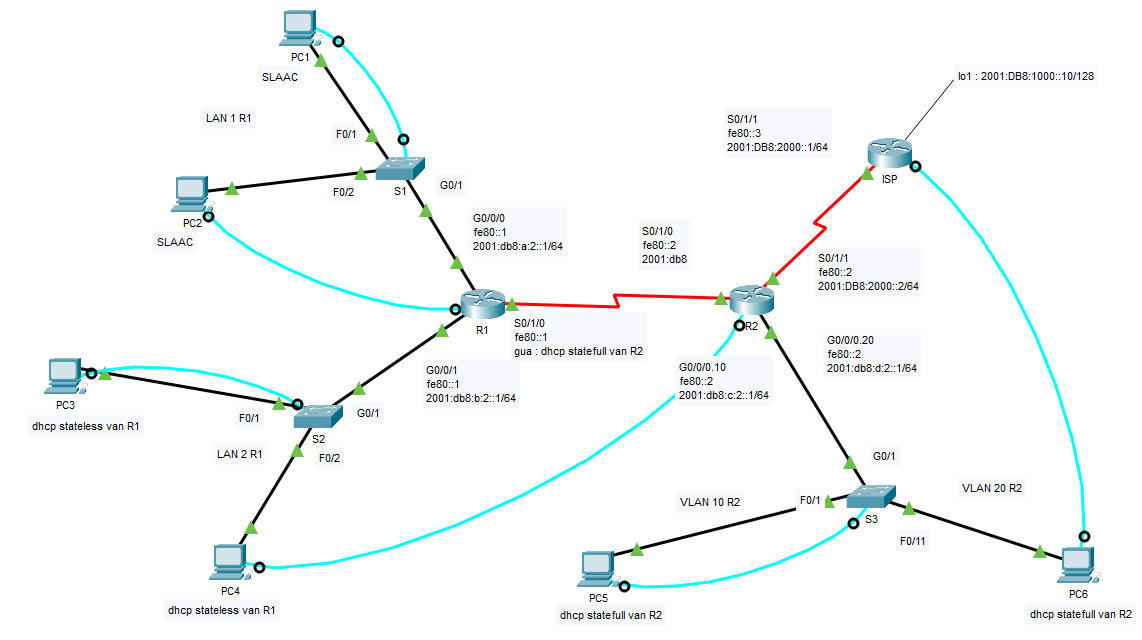 PC1
SLAAC
LAN 1 R1
F0/1
F0/2
S1
G0/1
PC2
SLAAC
G0/0/0
fe80::1
2001:db8:a:2::1/64
R1
S0/1/0
fe80::1
gua : dhcp statefull van R2
G0/0/1
fe80::1
2001:db8:b:2::1/64
PC3
dhcp stateless van R1
F0/1
G0/1
S2
LAN 2 R1
F0/2
PC4
dhcp stateless van R1
lo1 : 2001:DB8:1000::10/128
S0/1/1
fe80::3
2001:DB8:2000::1/64
ISP
S0/1/0
fe80::2
2001:db8
S0/1/1
fe80::2
2001:DB8:2000::2/64
R2
G0/0/0.20
fe80::2
2001:db8:d:2::1/64
G0/0/0.10
fe80::2
2001:db8:c:2::1/64
G0/1
VLAN 10 R2
F0/1
S3
VLAN 20 R2
F0/11
PC5
dhcp statefull van R2
PC6
dhcp statefull van R2